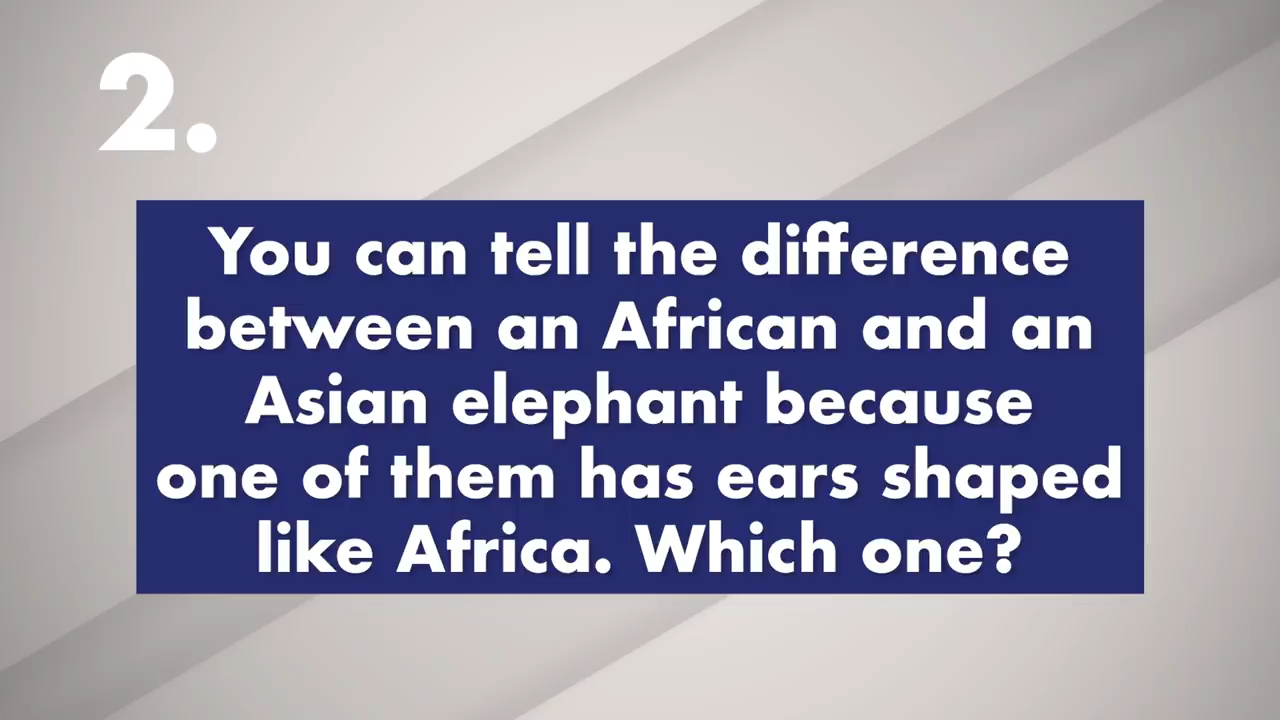 2.
You can tell the difference
between an African and an
Asian elephant because
one of them has ears shaped
like Africa. Which one?